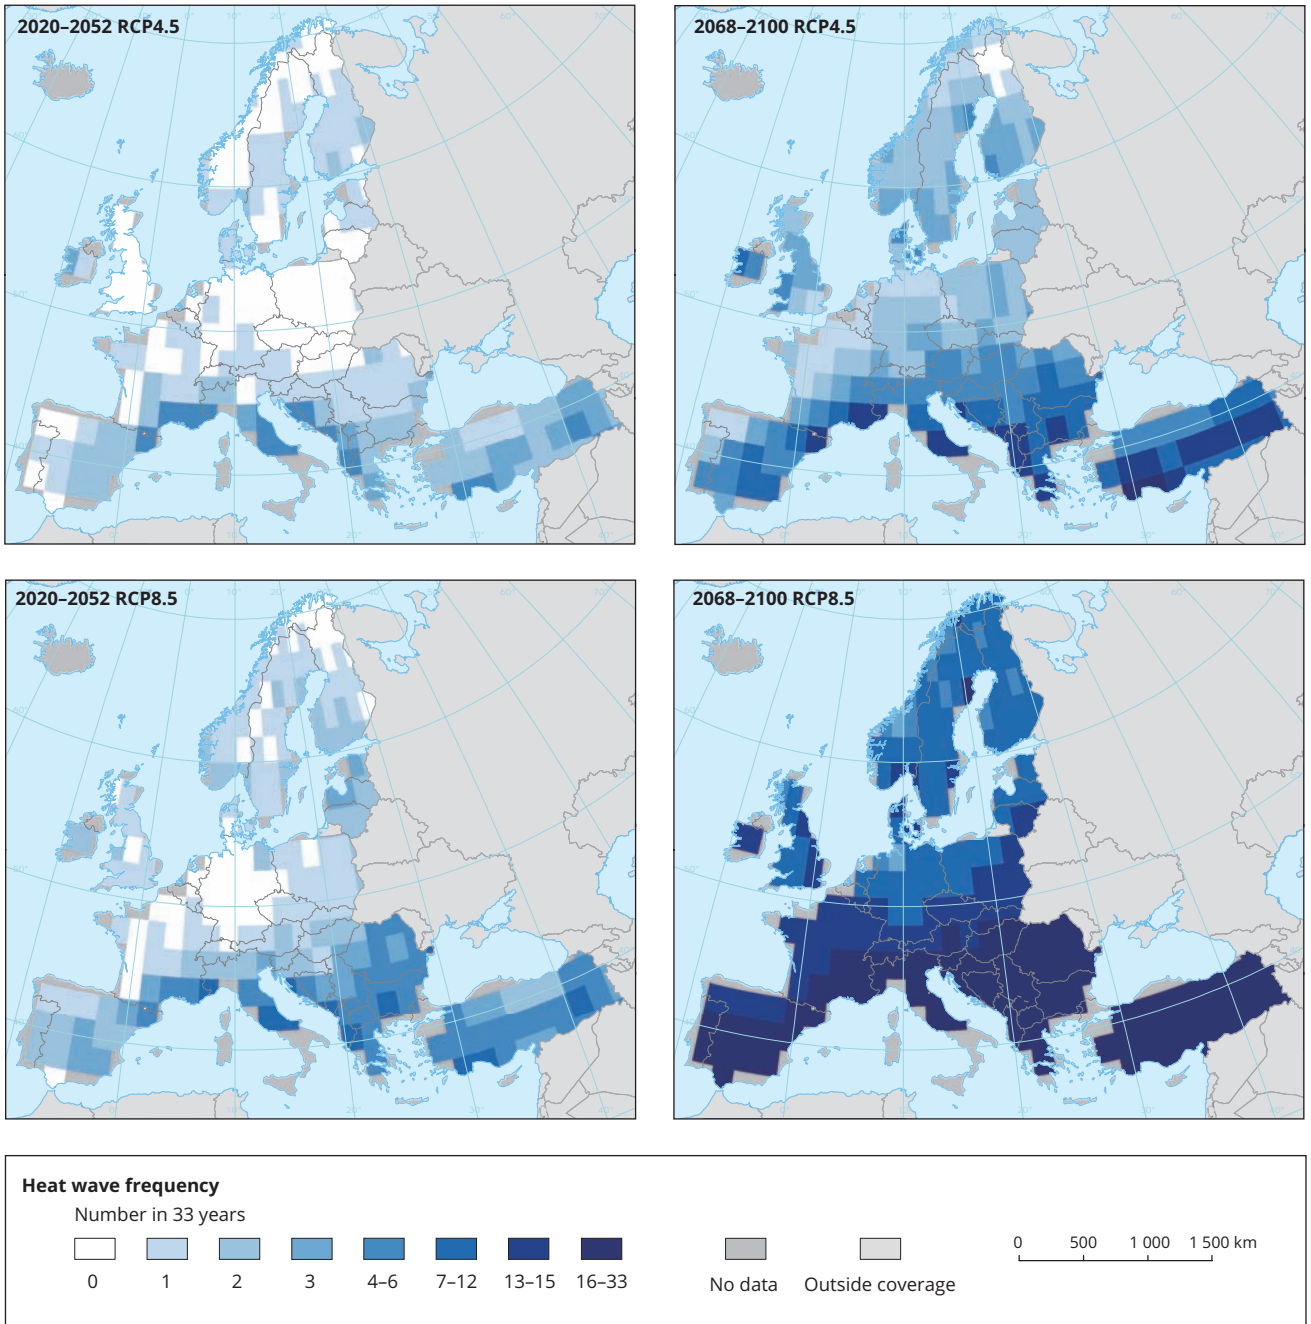 2020–2052 RCP4.5
2068–2100 RCP4.5
2020–2052 RCP8.5
2068–2100 RCP8.5
Heat wave frequency
Number in 33 years
0 1 2 3 4–6 7–12 13–15 16–33
No data Outside coverage
0 500 1 000 1 500 km